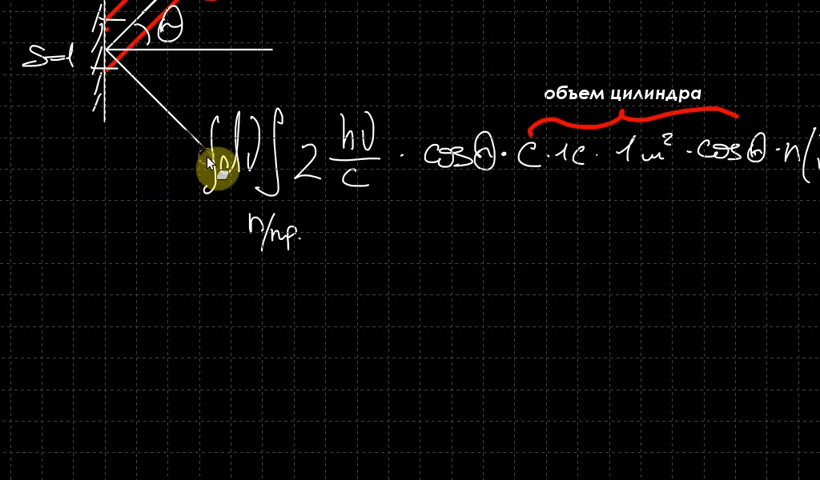 θ
S=1
объем цилиндра
∫dν∫ 2 hν/c · cosθ · c · 1c · 1м² · cosθ · n(
п/пр.